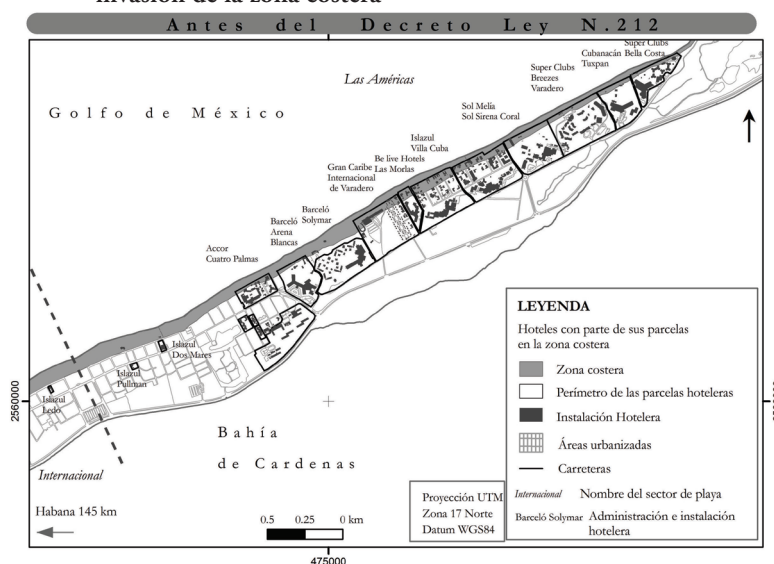 invasión de la zona costera
Antes del Decreto Ley N.212
Las Américas
Golfo de México
Super Clubs
Bella Costa
Cubanacán
Tuxpan
Super Clubs
Breezes
Varadero
Sol Melía
Sol Sirena Coral
Islazul
Villa Cuba
Be live Hotels
Las Morlas
Gran Caribe
Internacional
de Varadero
Barceló
Solymar
Barceló
Arena
Blancas
Accor
Cuatro Palmas
Islazul
Dos Mares
Islazul
Pullman
Islazul
Ledo
2560000
Bahía
de Cardenas
Internacional
Habana 145 km
0.5 0.25 0 km
475000
Proyección UTM
Zona 17 Norte
Datum WGS84
LEYENDA
Hoteles con parte de sus parcelas
en la zona costera
Zona costera
Perímetro de las parcelas hoteleras
Instalación Hotelera
Áreas urbanizadas
Carreteras
Internacional Nombre del sector de playa
Barceló Solymar Administración e instalación
hotelera